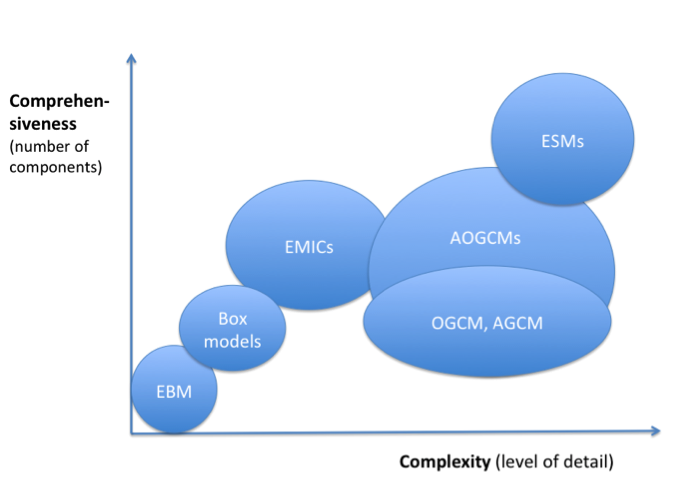 Comprehen-
siveness
(number of
components)
ESMs
AOGCMs
EMICs
OGCM, AGCM
Box
models
EBM
Complexity (level of detail)